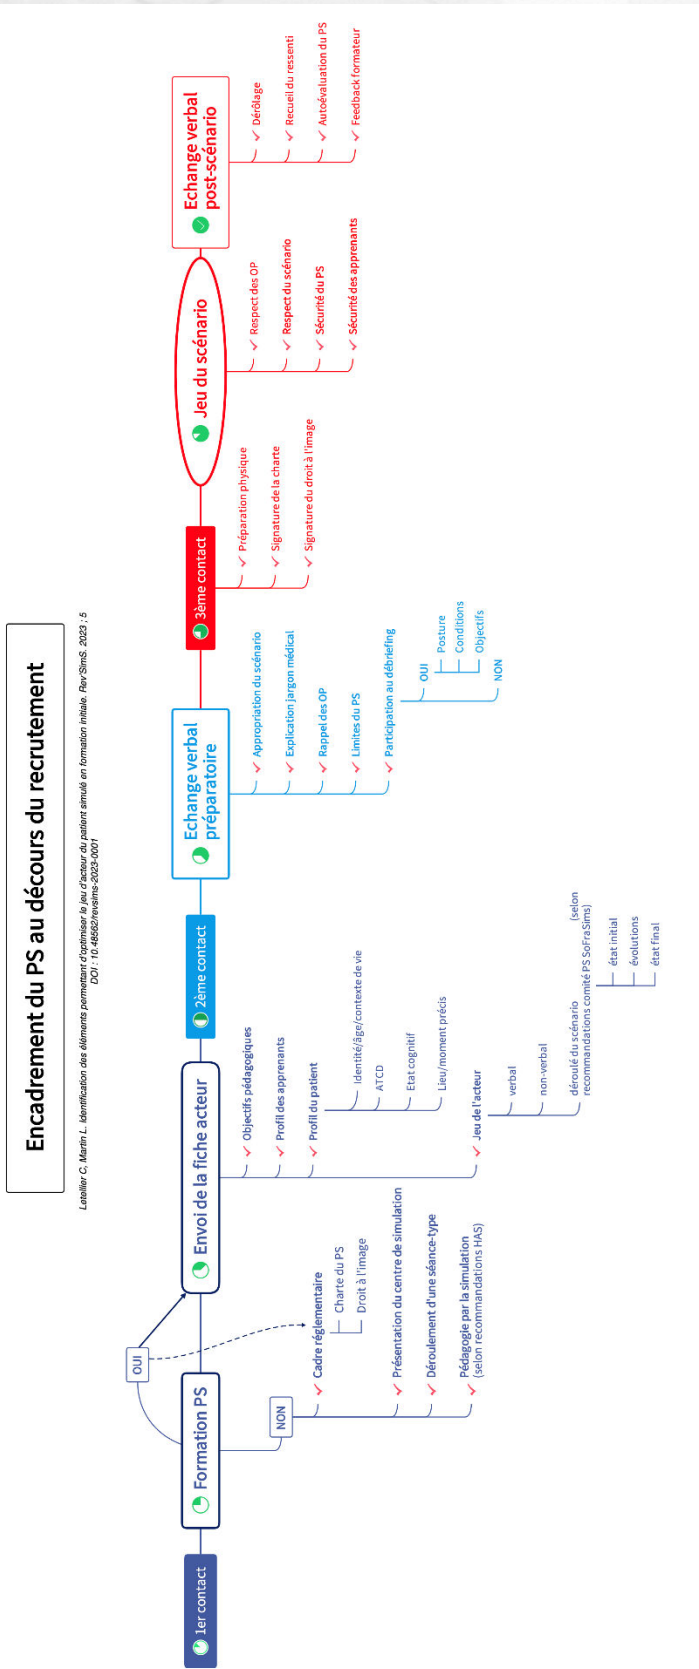 Encadrement du PS au décours du recrutement
Letellier C, Martin L. Identification des éléments permettant d'optimiser le jeu d'acteur du patient simulé en formation initiale. Rev'SimS. 2023 ; 5
DOI : 10.48562/revsims-2023-0001
1er contact
Formation PS
OUI
NON
Cadre réglementaire
Charte du PS
Droit à l'image
Présentation du centre de simulation
Déroulement d'une séance-type
Pédagogie par la simulation
(selon recommandations HAS)
Envoi de la fiche acteur
Objectifs pédagogiques
Profil des apprenants
Profil du patient
Identité/âge/contexte de vie
ATCD
Etat cognitif
Lieu/moment précis
Jeu de l'acteur
verbal
non-verbal
déroulé du scénario (selon
recommandations comité PS SoFraSims)
état initial
évolutions
état final
2ème contact
Echange verbal
préparatoire
Appropriation du scénario
Explication jargon médical
Rappel des OP
Limites du PS
Participation au débriefing
OUI
Posture
Conditions
Objectifs
NON
3ème contact
Préparation physique
Signature de la charte
Signature du droit à l'image
Jeu du scénario
Respect des OP
Respect du scénario
Sécurité du PS
Sécurité des apprenants
Echange verbal
post-scénario
Dérôlage
Recueil du ressenti
Autoévaluation du PS
Feedback formateur